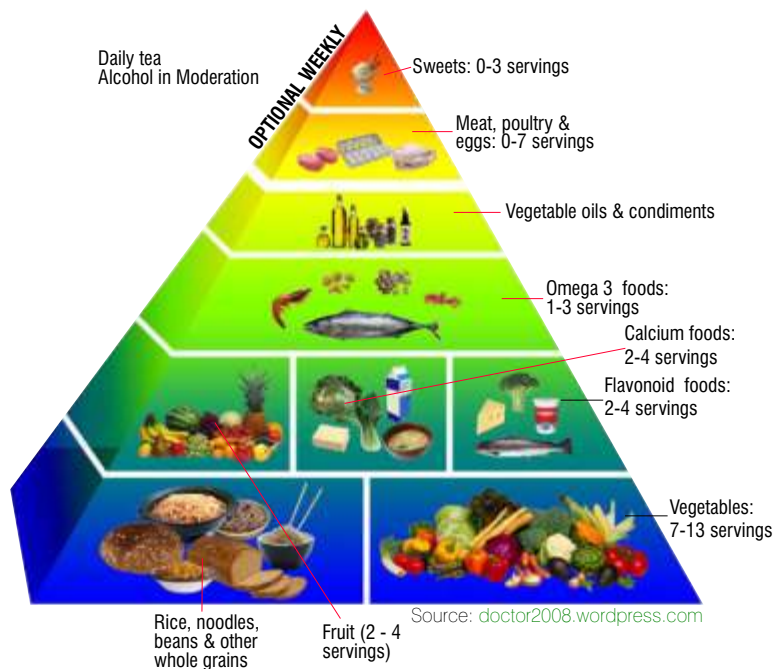 Daily tea
Alcohol in Moderation
OPTIONAL WEEKLY
Sweets: 0-3 servings
Meat, poultry &
eggs: 0-7 servings
Vegetable oils & condiments
Omega 3 foods:
1-3 servings
Calcium foods:
2-4 servings
Flavonoid foods:
2-4 servings
Vegetables:
7-13 servings
Source: doctor2008.wordpress.com
Rice, noodles,
beans & other
whole grains
Fruit (2 - 4
servings)